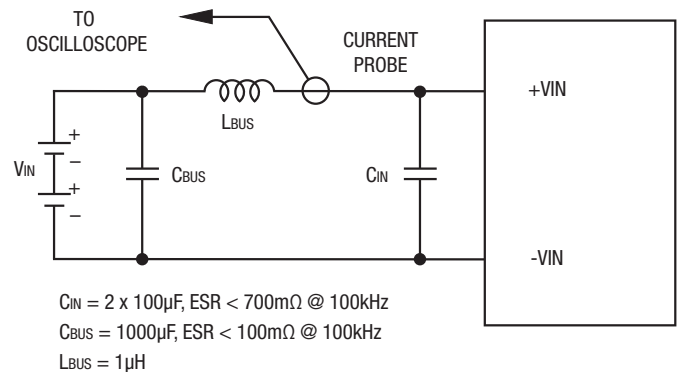 TO
OSCILLOSCOPE
CURRENT
PROBE
+VIN
LBUS
+
–
VIN
+
–
CBUS
CIN
-VIN
CIN = 2 x 100µF, ESR < 700mΩ @ 100kHz
CBUS = 1000µF, ESR < 100mΩ @ 100kHz
LBUS = 1µH